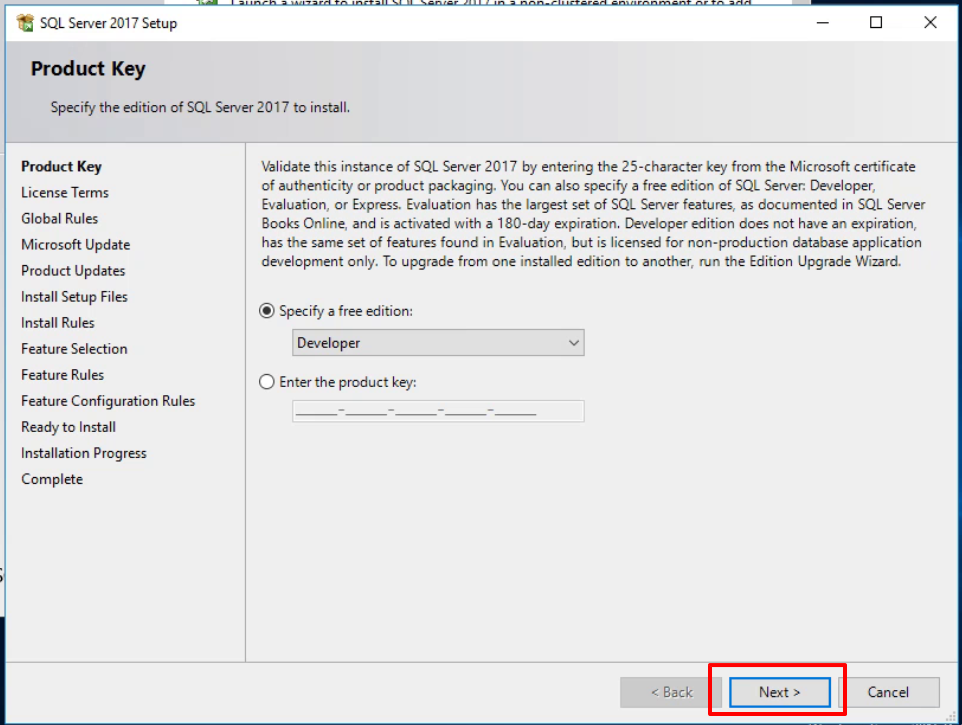 Launch a wizard to install SQL Server 2017 in a non-clustered environment or to add
SQL Server 2017 Setup
Product Key
Specify the edition of SQL Server 2017 to install.
Product Key
License Terms
Global Rules
Microsoft Update
Product Updates
Install Setup Files
Install Rules
Feature Selection
Feature Rules
Feature Configuration Rules
Ready to Install
Installation Progress
Complete
Validate this instance of SQL Server 2017 by entering the 25-character key from the Microsoft certificate
of authenticity or product packaging. You can also specify a free edition of SQL Server: Developer,
Evaluation, or Express. Evaluation has the largest set of SQL Server features, as documented in SQL Server
Books Online, and is activated with a 180-day expiration. Developer edition does not have an expiration,
has the same set of features found in Evaluation, but is licensed for non-production database application
development only. To upgrade from one installed edition to another, run the Edition Upgrade Wizard.
Specify a free edition:
Developer
Enter the product key:
_____-_____-_____-_____-_____
< Back
Next >
Cancel